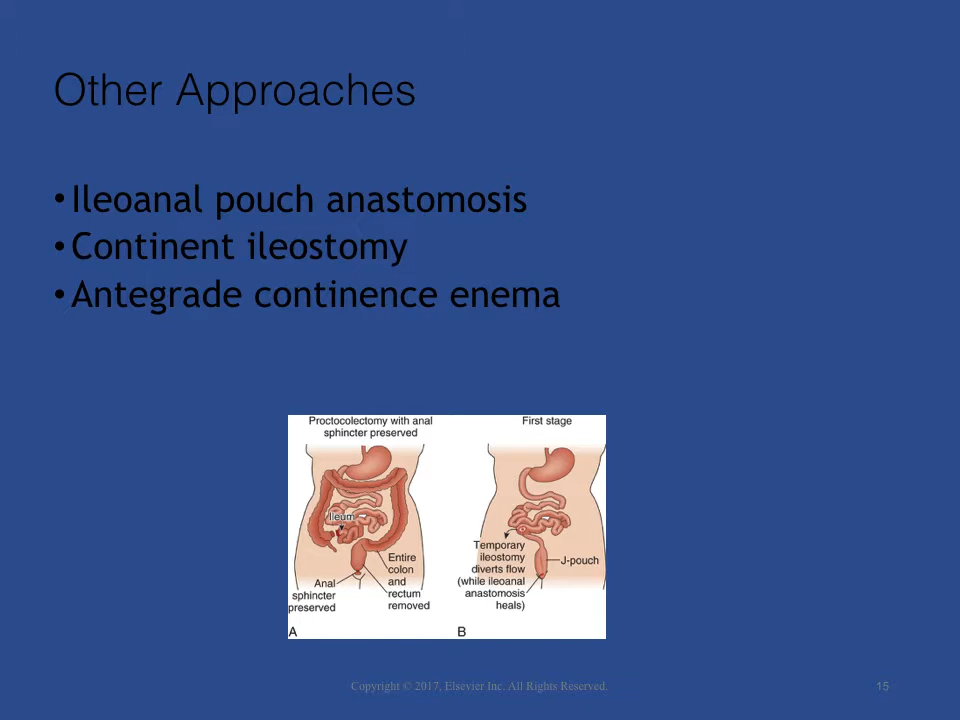 Other Approaches
• Ileoanal pouch anastomosis
• Continent ileostomy
• Antegrade continence enema
Proctocolectomy with anal
sphincter preserved
Ileum
Entire
colon
and
rectum
removed
Anal
sphincter
preserved
A
First stage
Temporary
ileostomy
diverts flow
(while ileoanal
anastomosis
heals)
J-pouch
B
Copyright © 2017, Elsevier Inc. All Rights Reserved.
15